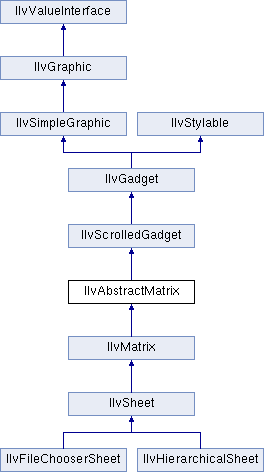 IlvValueInterface
IlvGraphic
IlvSimpleGraphic
IlvStylable
IlvGadget
IlvScrolledGadget
IlvAbstractMatrix
IlvMatrix
IlvSheet
IlvFileChooserSheet
IlvHierarchicalSheet